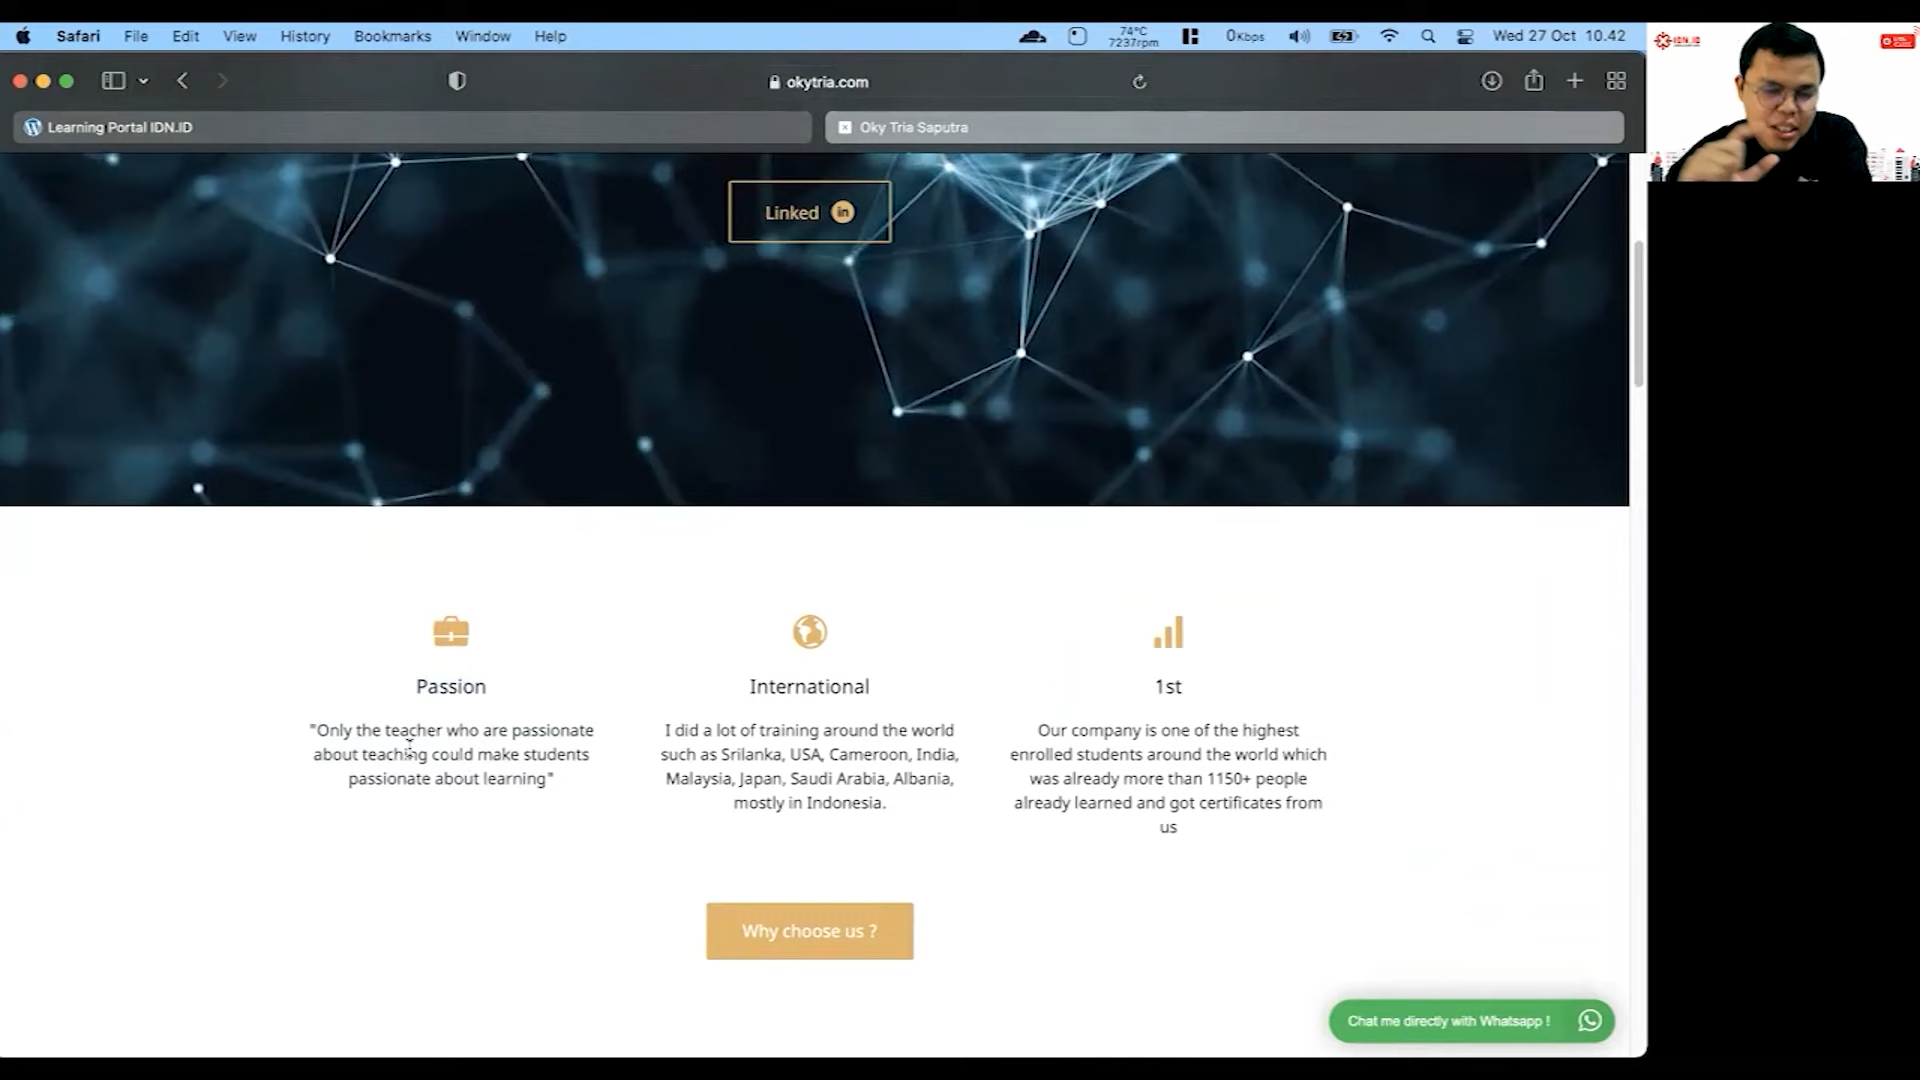 Safari File Edit View History Bookmarks Window Help 74°C 7237rpm 0Kbps Wed 27 Oct 10.42
IDN.ID
okytria.com
Learning Portal IDN.ID
Oky Tria Saputra
Linked in
Passion
"Only the teacher who are passionate
about teaching could make students
passionate about learning"
International
I did a lot of training around the world
such as Srilanka, USA, Cameroon, India,
Malaysia, Japan, Saudi Arabia, Albania,
mostly in Indonesia.
1st
Our company is one of the highest
enrolled students around the world which
was already more than 1150+ people
already learned and got certificates from
us
Why choose us ?
Chat me directly with Whatsapp !